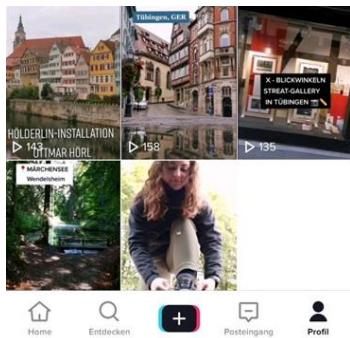 HÖLDERLIN-INSTALLATION
OTTMAR HÖRL
143
Tübingen, GER
158
X - BLICKWINKELN
STREAT-GALLERY
IN TÜBINGEN
135
MÄRCHENSEE
Wendelsheim
Home
Entdecken
Posteingang
Profil